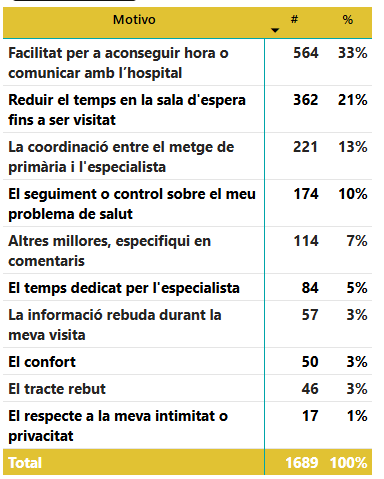 Motivo # %
Facilitat per a aconseguir hora o 564 33%
comunicar amb l´hospital
Reduir el temps en la sala d'espera 362 21%
fins a ser visitat
La coordinació entre el metge de 221 13%
primària i l'especialista
El seguiment o control sobre el meu 174 10%
problema de salut
Altres millores, especifiqui en 114 7%
comentaris
El temps dedicat per l'especialista 84 5%
La informació rebuda durant la 57 3%
meva visita
El confort 50 3%
El tracte rebut 46 3%
El respecte a la meva intimitat o 17 1%
privacitat
Total 1689 100%